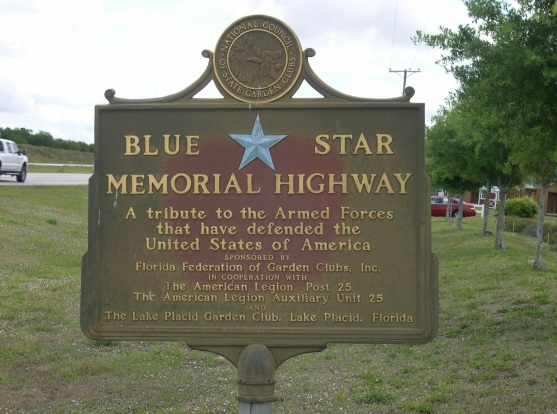 NATIONAL COUNCIL OF STATE GARDEN CLUBS
BLUE STAR
MEMORIAL HIGHWAY
A tribute to the Armed Forces
that have defended the
United States of America
SPONSORED BY
Florida Federation of Garden Clubs, Inc.
IN COOPERATION WITH
The American Legion Post 25
The American Legion Auxiliary Unit 25
AND
The Lake Placid Garden Club, Lake Placid, Florida